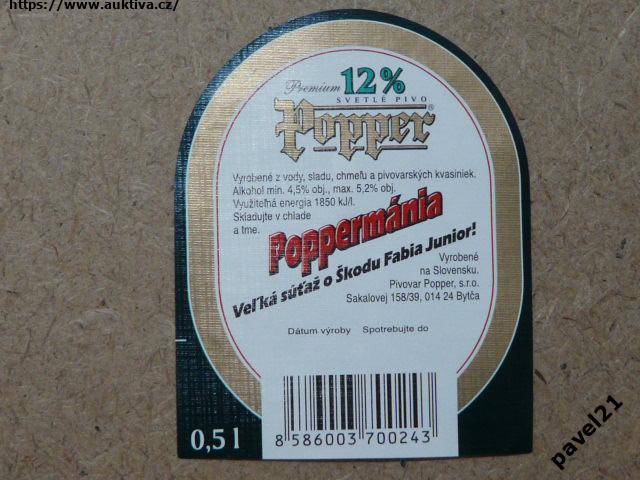 https://www.auktiva.cz/
Premium 12%
SVETLÉ PIVO
Popper®
Vyrobené z vody, sladu, chmeľu a pivovarských kvasiniek.
Alkohol min. 4,5% obj., max. 5,2% obj.
Využiteľná energia 1850 kJ/l.
Skladujte v chlade
a tme.
Poppermánia
Veľká súťaž o Škodu Fabia Junior!
Vyrobené
na Slovensku.
Pivovar Popper, s.r.o.
Sakalovej 158/39, 014 24 Bytča
Dátum výroby Spotrebujte do
0,5 l
8 586003 700243
pavel21